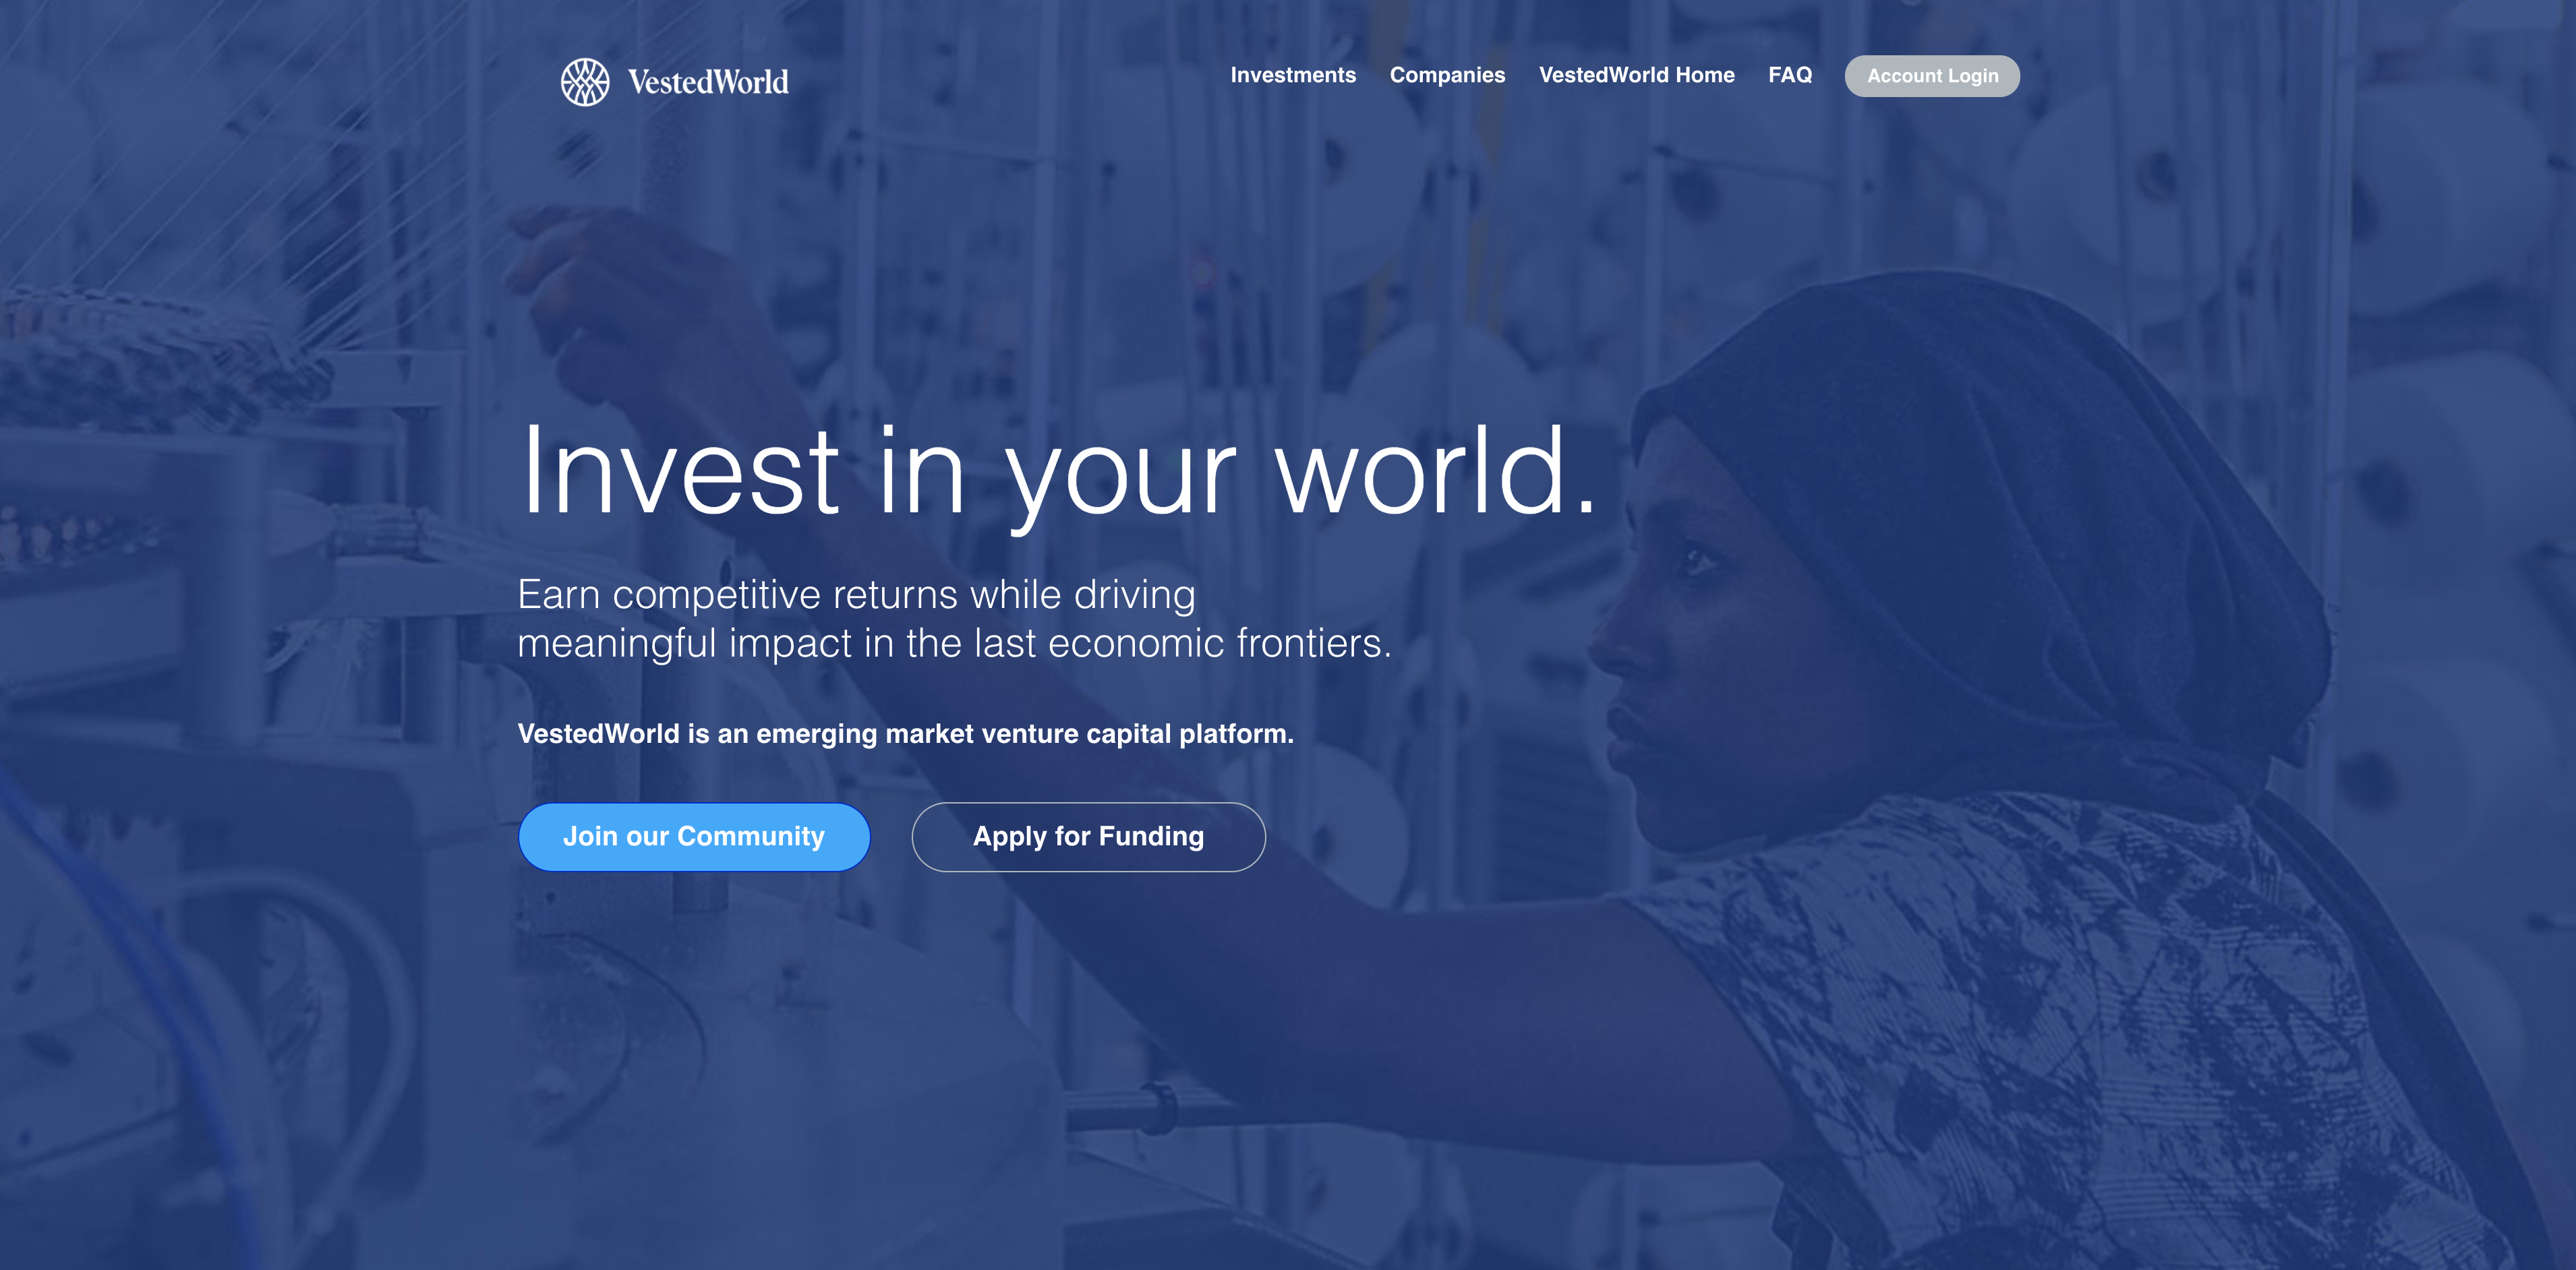 VestedWorld
Investments
Companies
VestedWorld Home
FAQ
Account Login
Invest in your world.
Earn competitive returns while driving
meaningful impact in the last economic frontiers.
VestedWorld is an emerging market venture capital platform.
Join our Community
Apply for Funding